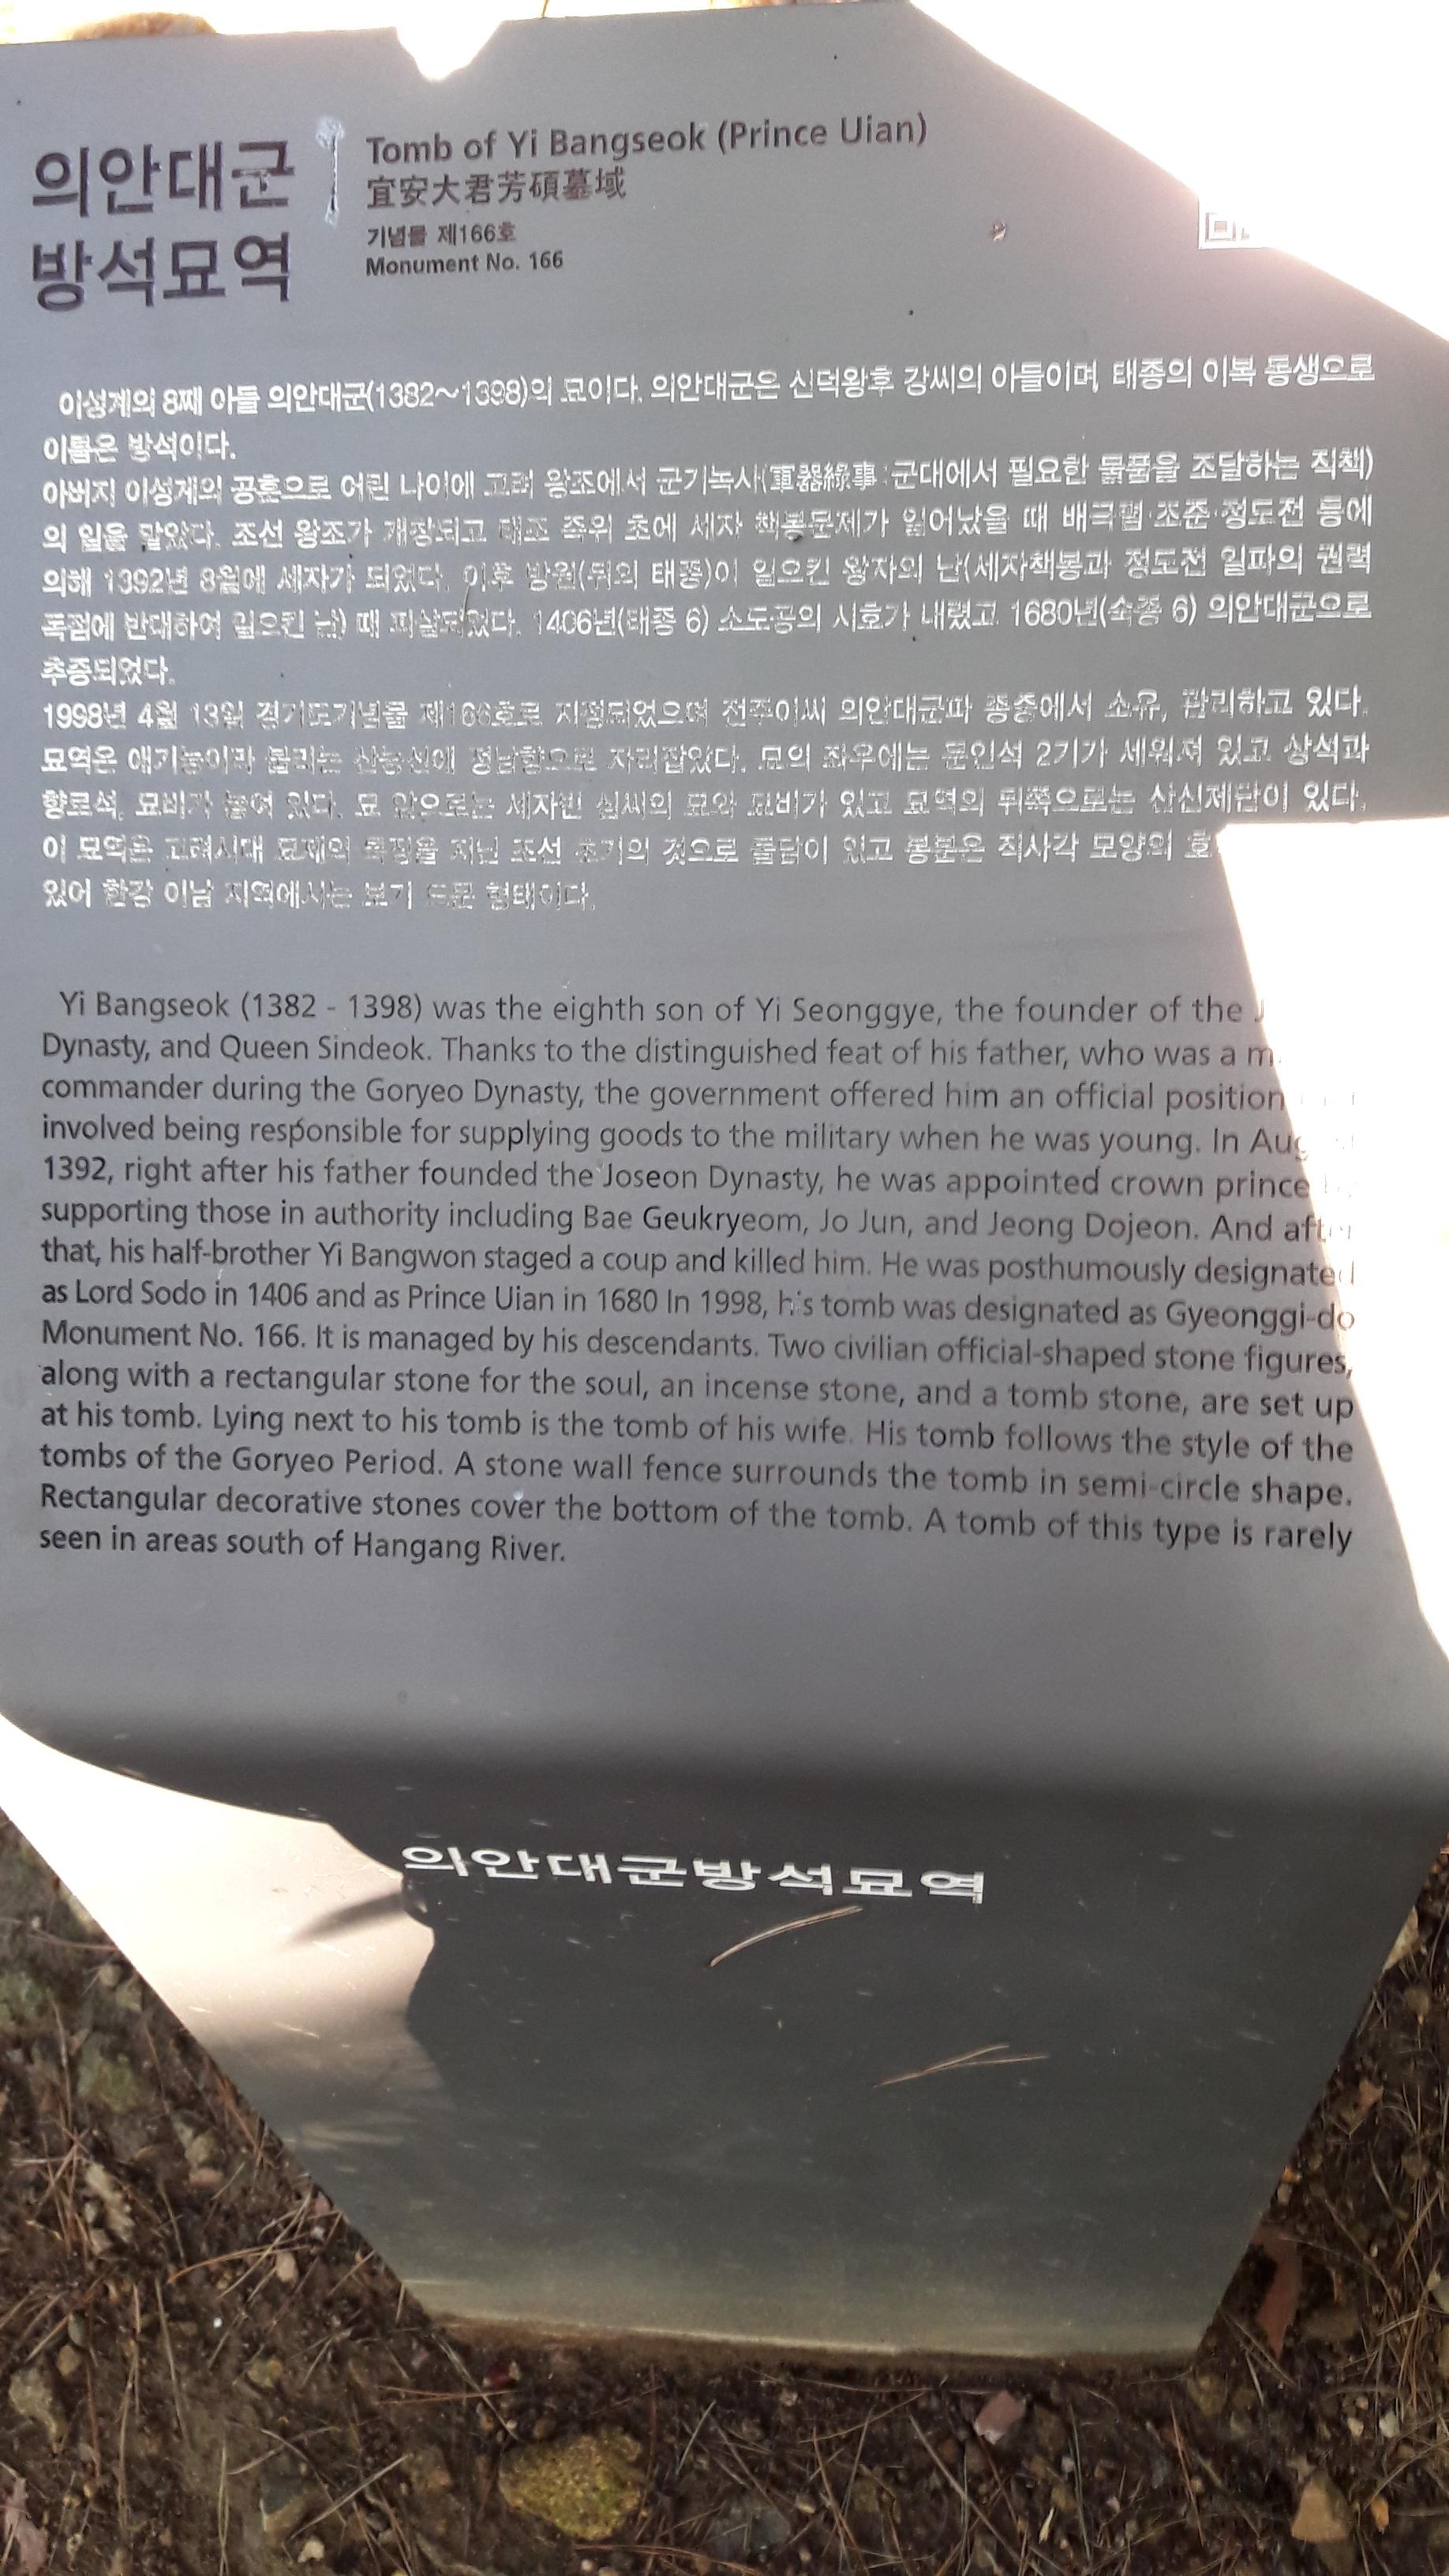 의안대군
방석묘역
Tomb of Yi Bangseok (Prince Uian)
宜安大君芳碩墓域
기념물 제166호
Monument No. 166
이성계의 8째 아들 의안대군(1382~1398)의 묘이다. 의안대군은 신덕왕후 강씨의 아들이며, 태종의 이복 동생으로
이름은 방석이다.
아버지 이성계의 공훈으로 어린 나이에 고려 왕조에서 군기녹사(軍器綠事:군대에서 필요한 물품을 조달하는 직책)
의 일을 맡았다. 조선 왕조가 개창되고 태조 즉위 초에 세자 책봉문제가 일어났을 때 배극렴·조준·정도전 등에
의해 1392년 8월에 세자가 되었다. 이후 방원(뒤의 태종)이 일으킨 왕자의 난(세자책봉과 정도전 일파의 권력
독점에 반대하여 일으킨 난) 때 피살되었다. 1406년(태종 6) 소도공의 시호가 내렸고 1680년(숙종 6) 의안대군으로
추증되었다.
1998년 4월 13일 경기도기념물 제166호로 지정되었으며 전주이씨 의안대군파 종중에서 소유, 관리하고 있다.
묘역은 애기능이라 불리는 산능선에 정남향으로 자리잡았다. 묘의 좌우에는 문인석 2기가 세워져 있고 상석과
향로석, 묘비가 놓여 있다. 묘 앞으로는 세자빈 심씨의 묘와 묘비가 있고 묘역의 뒤쪽으로는 산신제단이 있다.
이 묘역은 고려시대 묘제의 특징을 지닌 조선 초기의 것으로 돌담이 있고 봉분은 직사각 모양의 호
있어 한강 이남 지역에서는 보기 드문 형태이다.
Yi Bangseok (1382 - 1398) was the eighth son of Yi Seonggye, the founder of the
Dynasty, and Queen Sindeok. Thanks to the distinguished feat of his father, who was a
commander during the Goryeo Dynasty, the government offered him an official position
involved being responsible for supplying goods to the military when he was young. In Aug
1392, right after his father founded the Joseon Dynasty, he was appointed crown prince
supporting those in authority including Bae Geukryeom, Jo Jun, and Jeong Dojeon. And after
that, his half-brother Yi Bangwon staged a coup and killed him. He was posthumously designated
as Lord Sodo in 1406 and as Prince Uian in 1680 In 1998, his tomb was designated as Gyeonggi-do
Monument No. 166. It is managed by his descendants. Two civilian official-shaped stone figures,
along with a rectangular stone for the soul, an incense stone, and a tomb stone, are set up
at his tomb. Lying next to his tomb is the tomb of his wife. His tomb follows the style of the
tombs of the Goryeo Period. A stone wall fence surrounds the tomb in semi-circle shape.
Rectangular decorative stones cover the bottom of the tomb. A tomb of this type is rarely
seen in areas south of Hangang River.
의안대군방석묘역